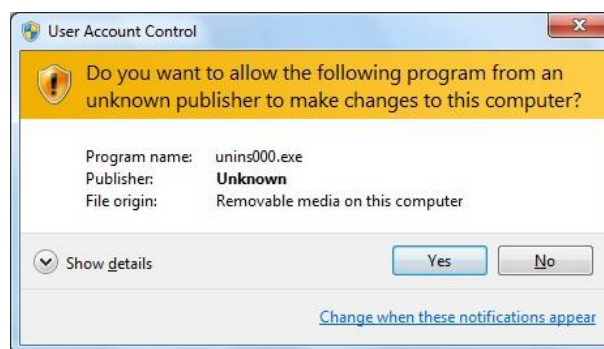 User Account Control
Do you want to allow the following program from an
unknown publisher to make changes to this computer?
Program name: unins000.exe
Publisher: Unknown
File origin: Removable media on this computer
Show details
Yes
No
Change when these notifications appear